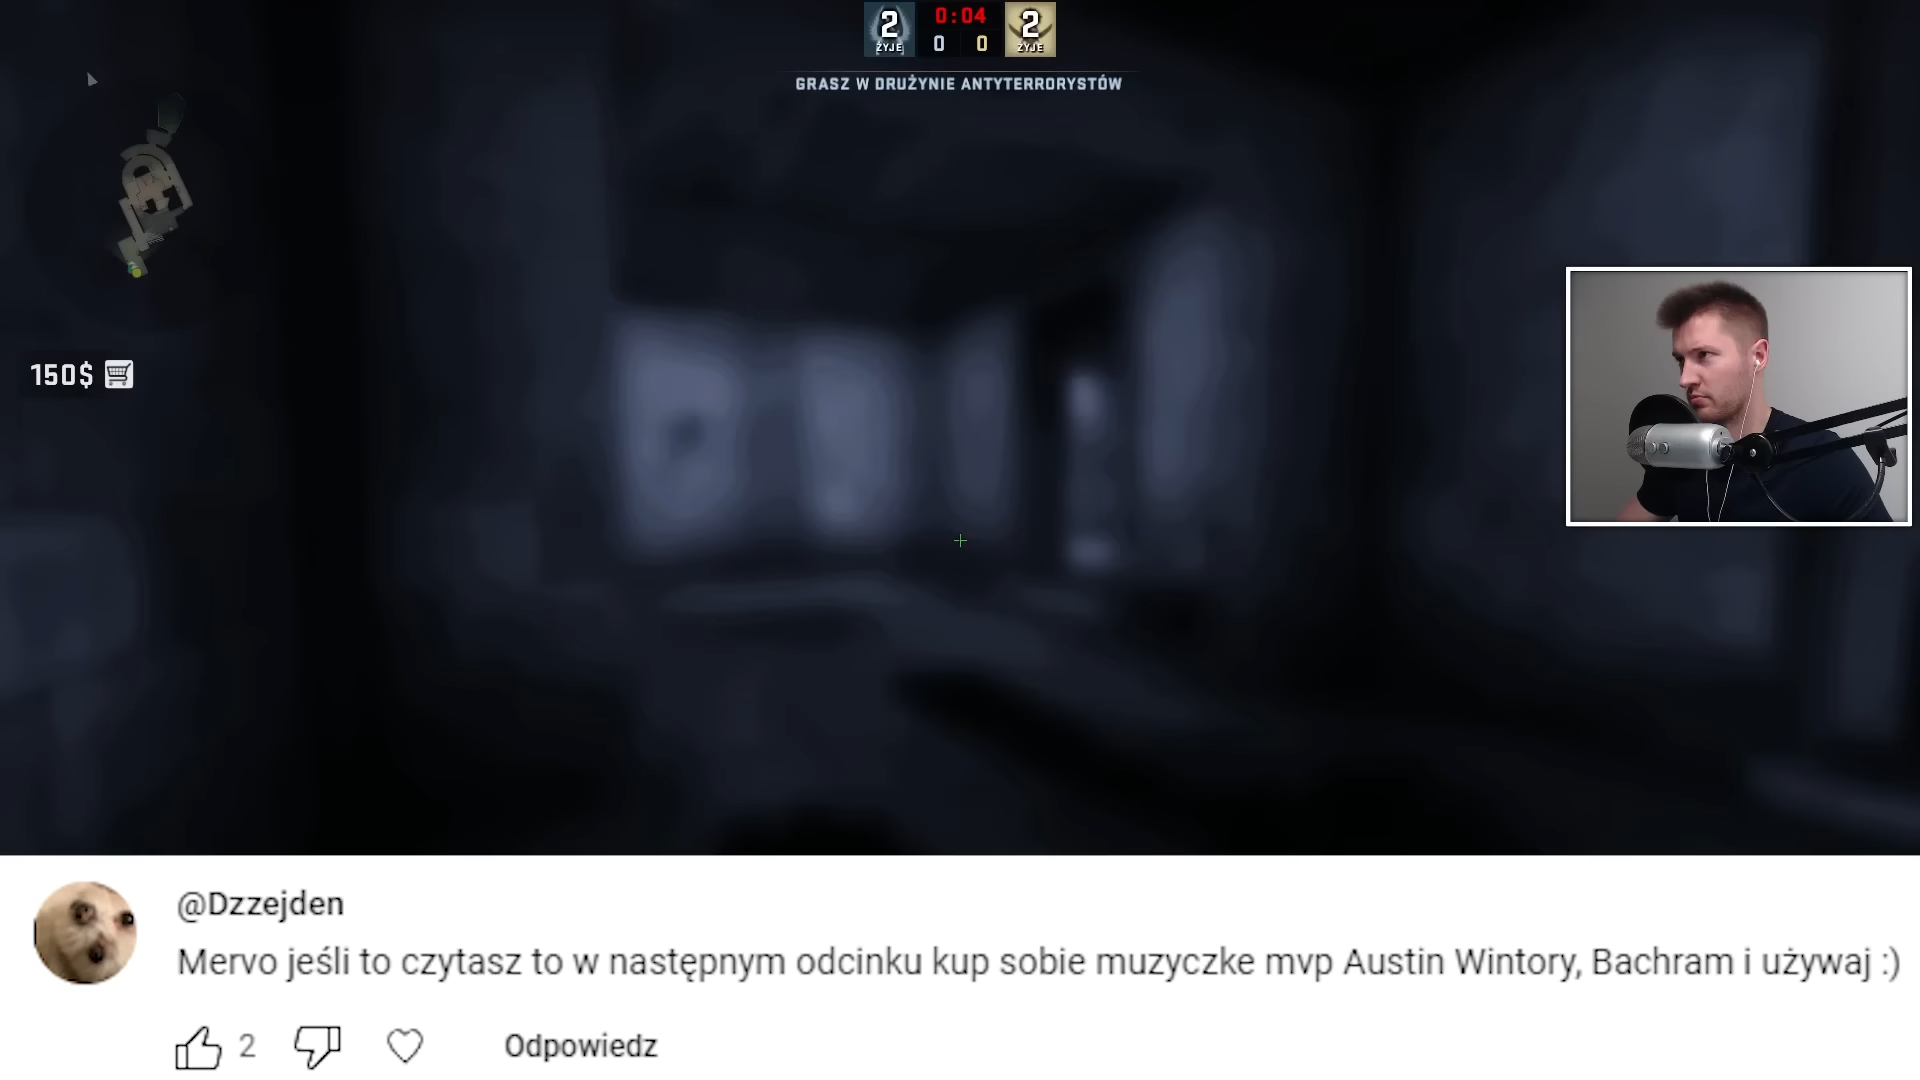 2
ŻYJE
0:04
0 0
2
ŻYJE
GRASZ W DRUŻYNIE ANTYTERRORYSTÓW
150$
@Dzzejden
Mervo jeśli to czytasz to w następnym odcinku kup sobie muzyczke mvp Austin Wintory, Bachram i używaj :)
2
Odpowiedz